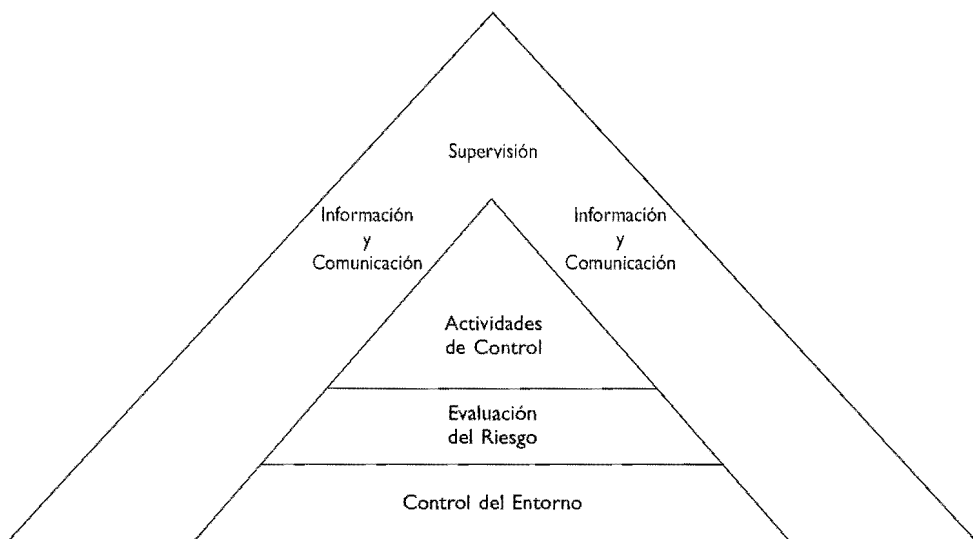 Supervisión
Información
y
Comunicación
Información
y
Comunicación
Actividades
de Control
Evaluación
del Riesgo
Control del Entorno